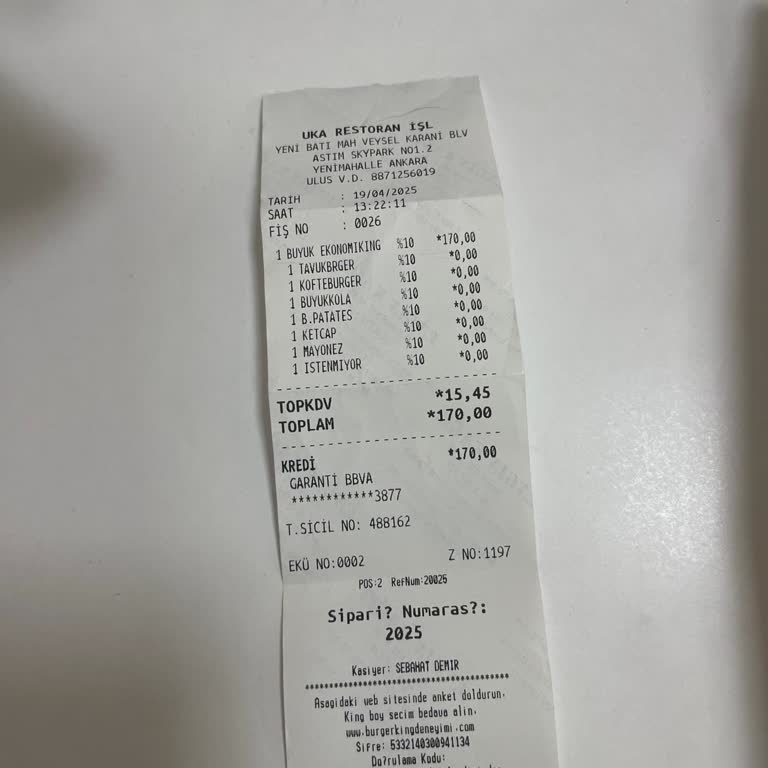 UKA RESTORAN İŞL
YENİ BATI MAH VEYSEL KARANİ BLV
ASTIM SKYPARK NO1.2
YENİMAHALLE ANKARA
ULUS V.D. 8871256019
TARIH : 19/04/2025
SAAT : 13:22:11
FİŞ NO : 0026
1 BUYUK EKONOMIKING %10 *170,00
1 TAVUKBRGER %10 *0,00
1 KOFTEBURGER %10 *0,00
1 BUYUKKOLA %10 *0,00
1 B.PATATES %10 *0,00
1 KETCAP %10 *0,00
1 MAYONEZ %10 *0,00
1 ISTENMIYOR %10 *0,00
TOPKDV *15,45
TOPLAM *170,00
KREDİ *170,00
GARANTİ BBVA
************3877
T.SİCİL NO: 488162
EKÜ NO:0002 Z NO:1197
POS:2 RefNum:20025
Sipari? Numaras?:
2025
Kasiyer: SEBAHAT DEMIR
****************************************
Asagidaki web sitesinde anket doldurun.
King boy secim bedava alin.
www.burgerkingdeneyimi.com
Sifre: 5332140300941134
Do?rulama Kodu: